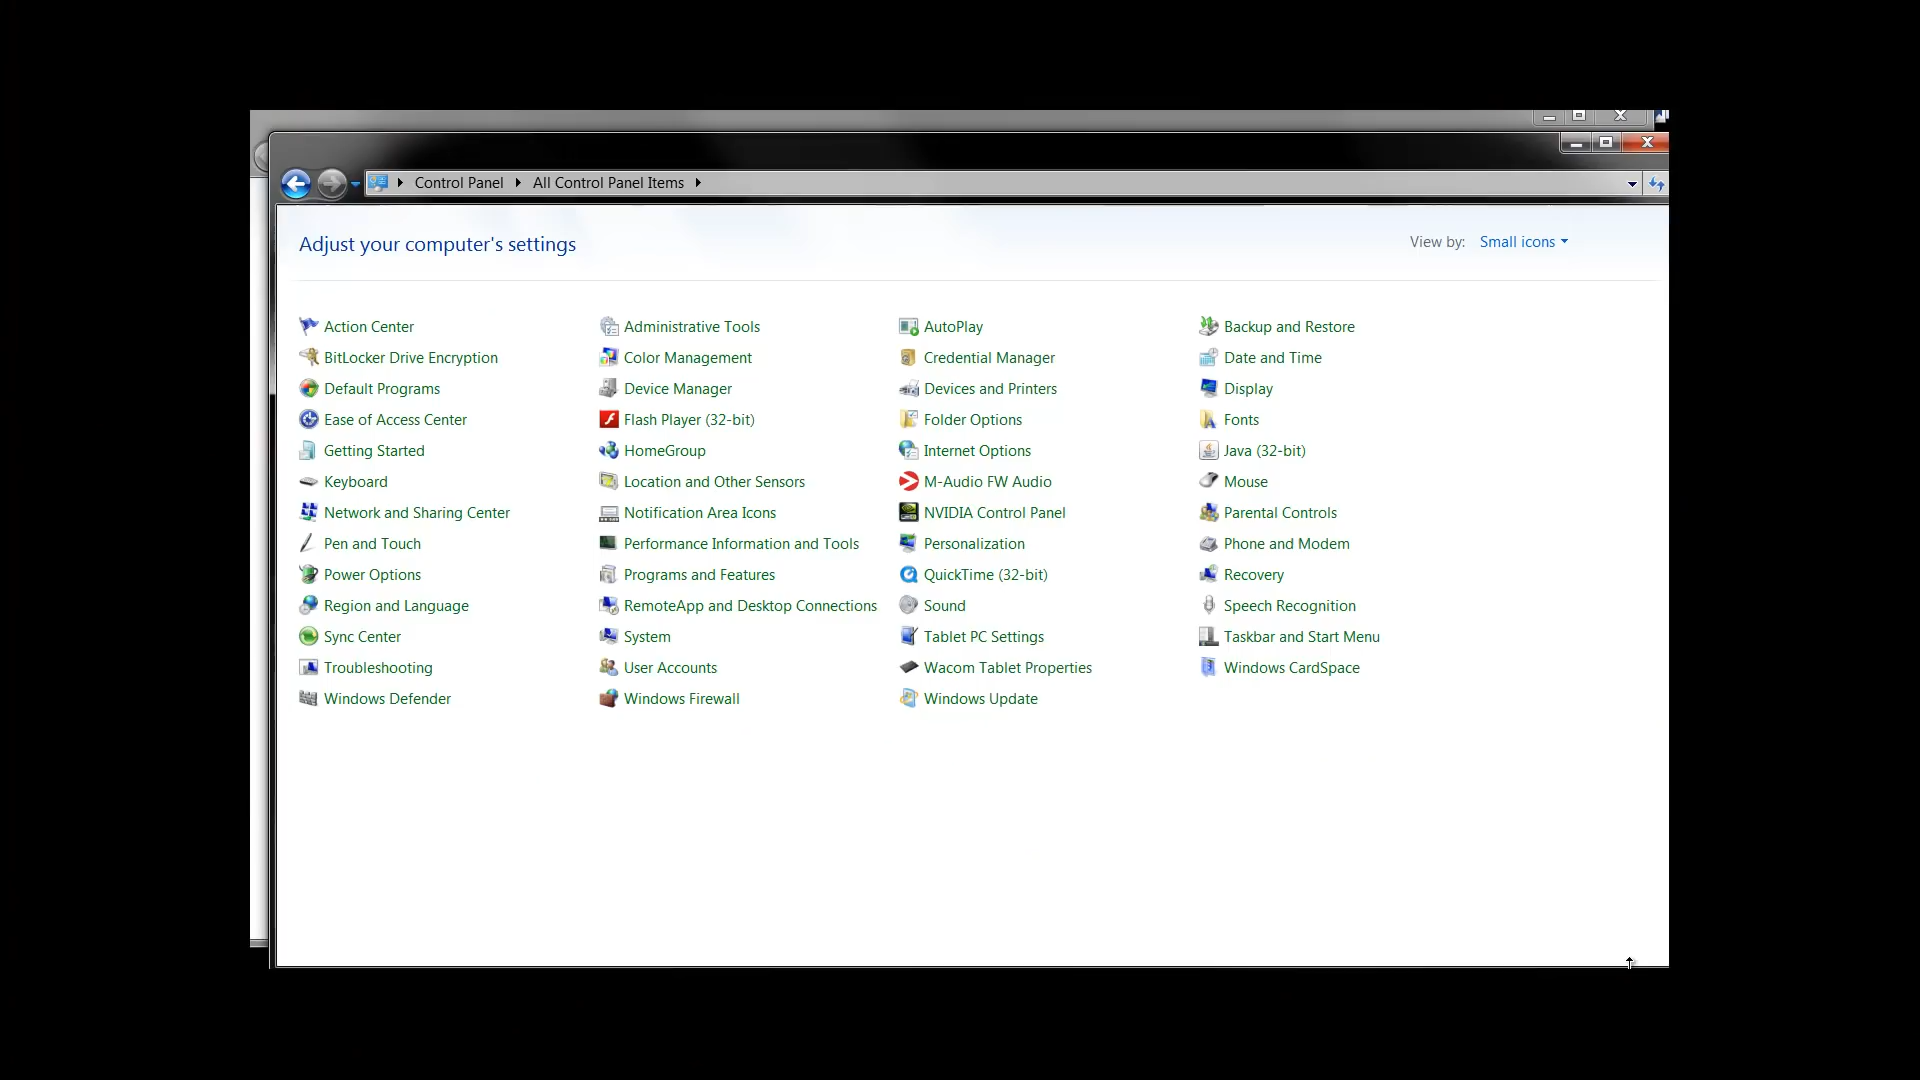 Control Panel All Control Panel Items
Adjust your computer's settings
View by: Small icons
Action Center Administrative Tools AutoPlay Backup and Restore
BitLocker Drive Encryption Color Management Credential Manager Date and Time
Default Programs Device Manager Devices and Printers Display
Ease of Access Center Flash Player (32-bit) Folder Options Fonts
Getting Started HomeGroup Internet Options Java (32-bit)
Keyboard Location and Other Sensors M-Audio FW Audio Mouse
Network and Sharing Center Notification Area Icons NVIDIA Control Panel Parental Controls
Pen and Touch Performance Information and Tools Personalization Phone and Modem
Power Options Programs and Features QuickTime (32-bit) Recovery
Region and Language RemoteApp and Desktop Connections Sound Speech Recognition
Sync Center System Tablet PC Settings Taskbar and Start Menu
Troubleshooting User Accounts Wacom Tablet Properties Windows CardSpace
Windows Defender Windows Firewall Windows Update